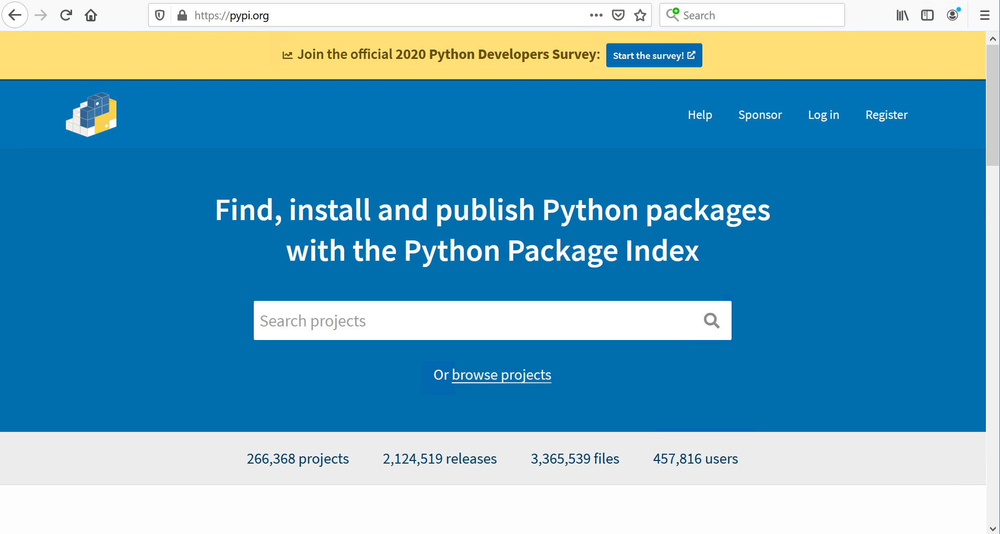 https://pypi.org
Search
Join the official 2020 Python Developers Survey:
Start the survey!
Help
Sponsor
Log in
Register
Find, install and publish Python packages
with the Python Package Index
Search projects
Or browse projects
266,368 projects
2,124,519 releases
3,365,539 files
457,816 users